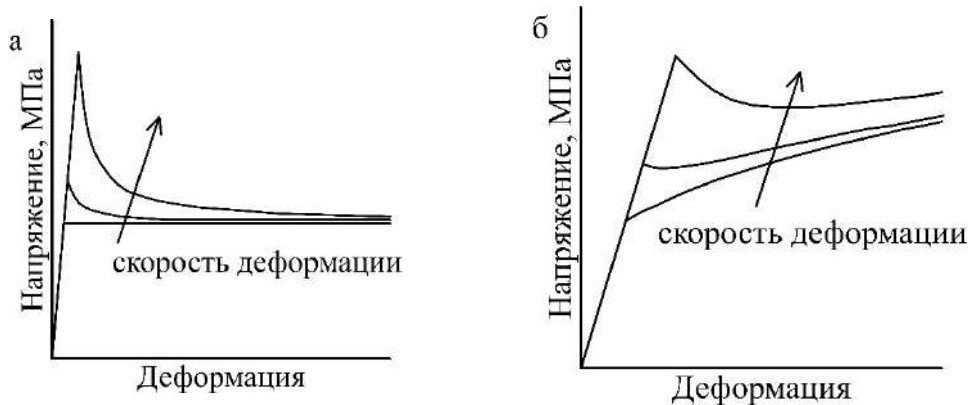 а
Напряжение, МПа
скорость деформации
Деформация
б
Напряжение, МПа
скорость деформации
Деформация